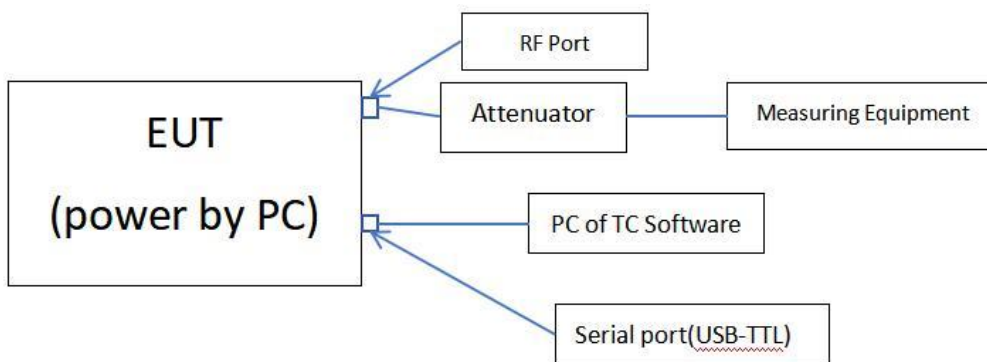 RF Port
EUT
(power by PC)
Attenuator
Measuring Equipment
PC of TC Software
Serial port(USB-TTL)